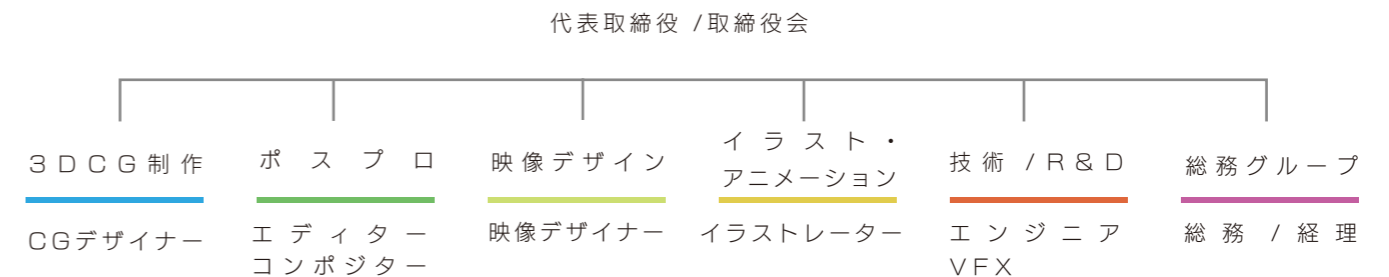 代表取締役 /取締役会
3DCG制作
CGデザイナー
ポスプロ
エディター
コンポジター
映像デザイン
映像デザイナー
イラスト・
アニメーション
イラストレーター
技術 /R&D
エンジニア
VFX
総務グループ
総務 /経理